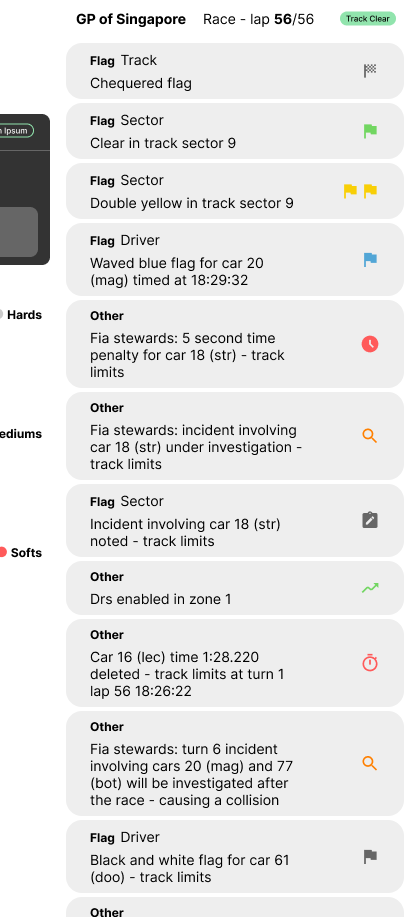 GP of Singapore Race - lap 56/56 Track Clear
Flag Track
Chequered flag
Flag Sector
Clear in track sector 9
Ipsum
Flag Sector
Double yellow in track sector 9
Flag Driver
Waved blue flag for car 20
(mag) timed at 18:29:32
Hards
Other
Fia stewards: 5 second time
penalty for car 18 (str) - track
limits
Other
Fia stewards: incident involving
car 18 (str) under investigation -
track limits
ediums
Flag Sector
Incident involving car 18 (str)
noted - track limits
Softs
Other
Drs enabled in zone 1
Other
Car 16 (lec) time 1:28.220
deleted - track limits at turn 1
lap 56 18:26:22
Other
Fia stewards: turn 6 incident
involving cars 20 (mag) and 77
(bot) will be investigated after
the race - causing a collision
Flag Driver
Black and white flag for car 61
(doo) - track limits
Other